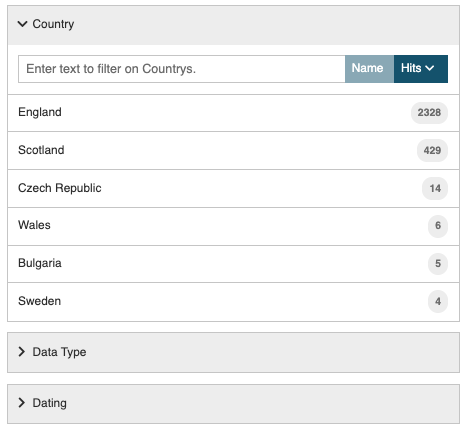 Country
Enter text to filter on Countrys. Name Hits
England 2328
Scotland 429
Czech Republic 14
Wales 6
Bulgaria 5
Sweden 4
Data Type
Dating